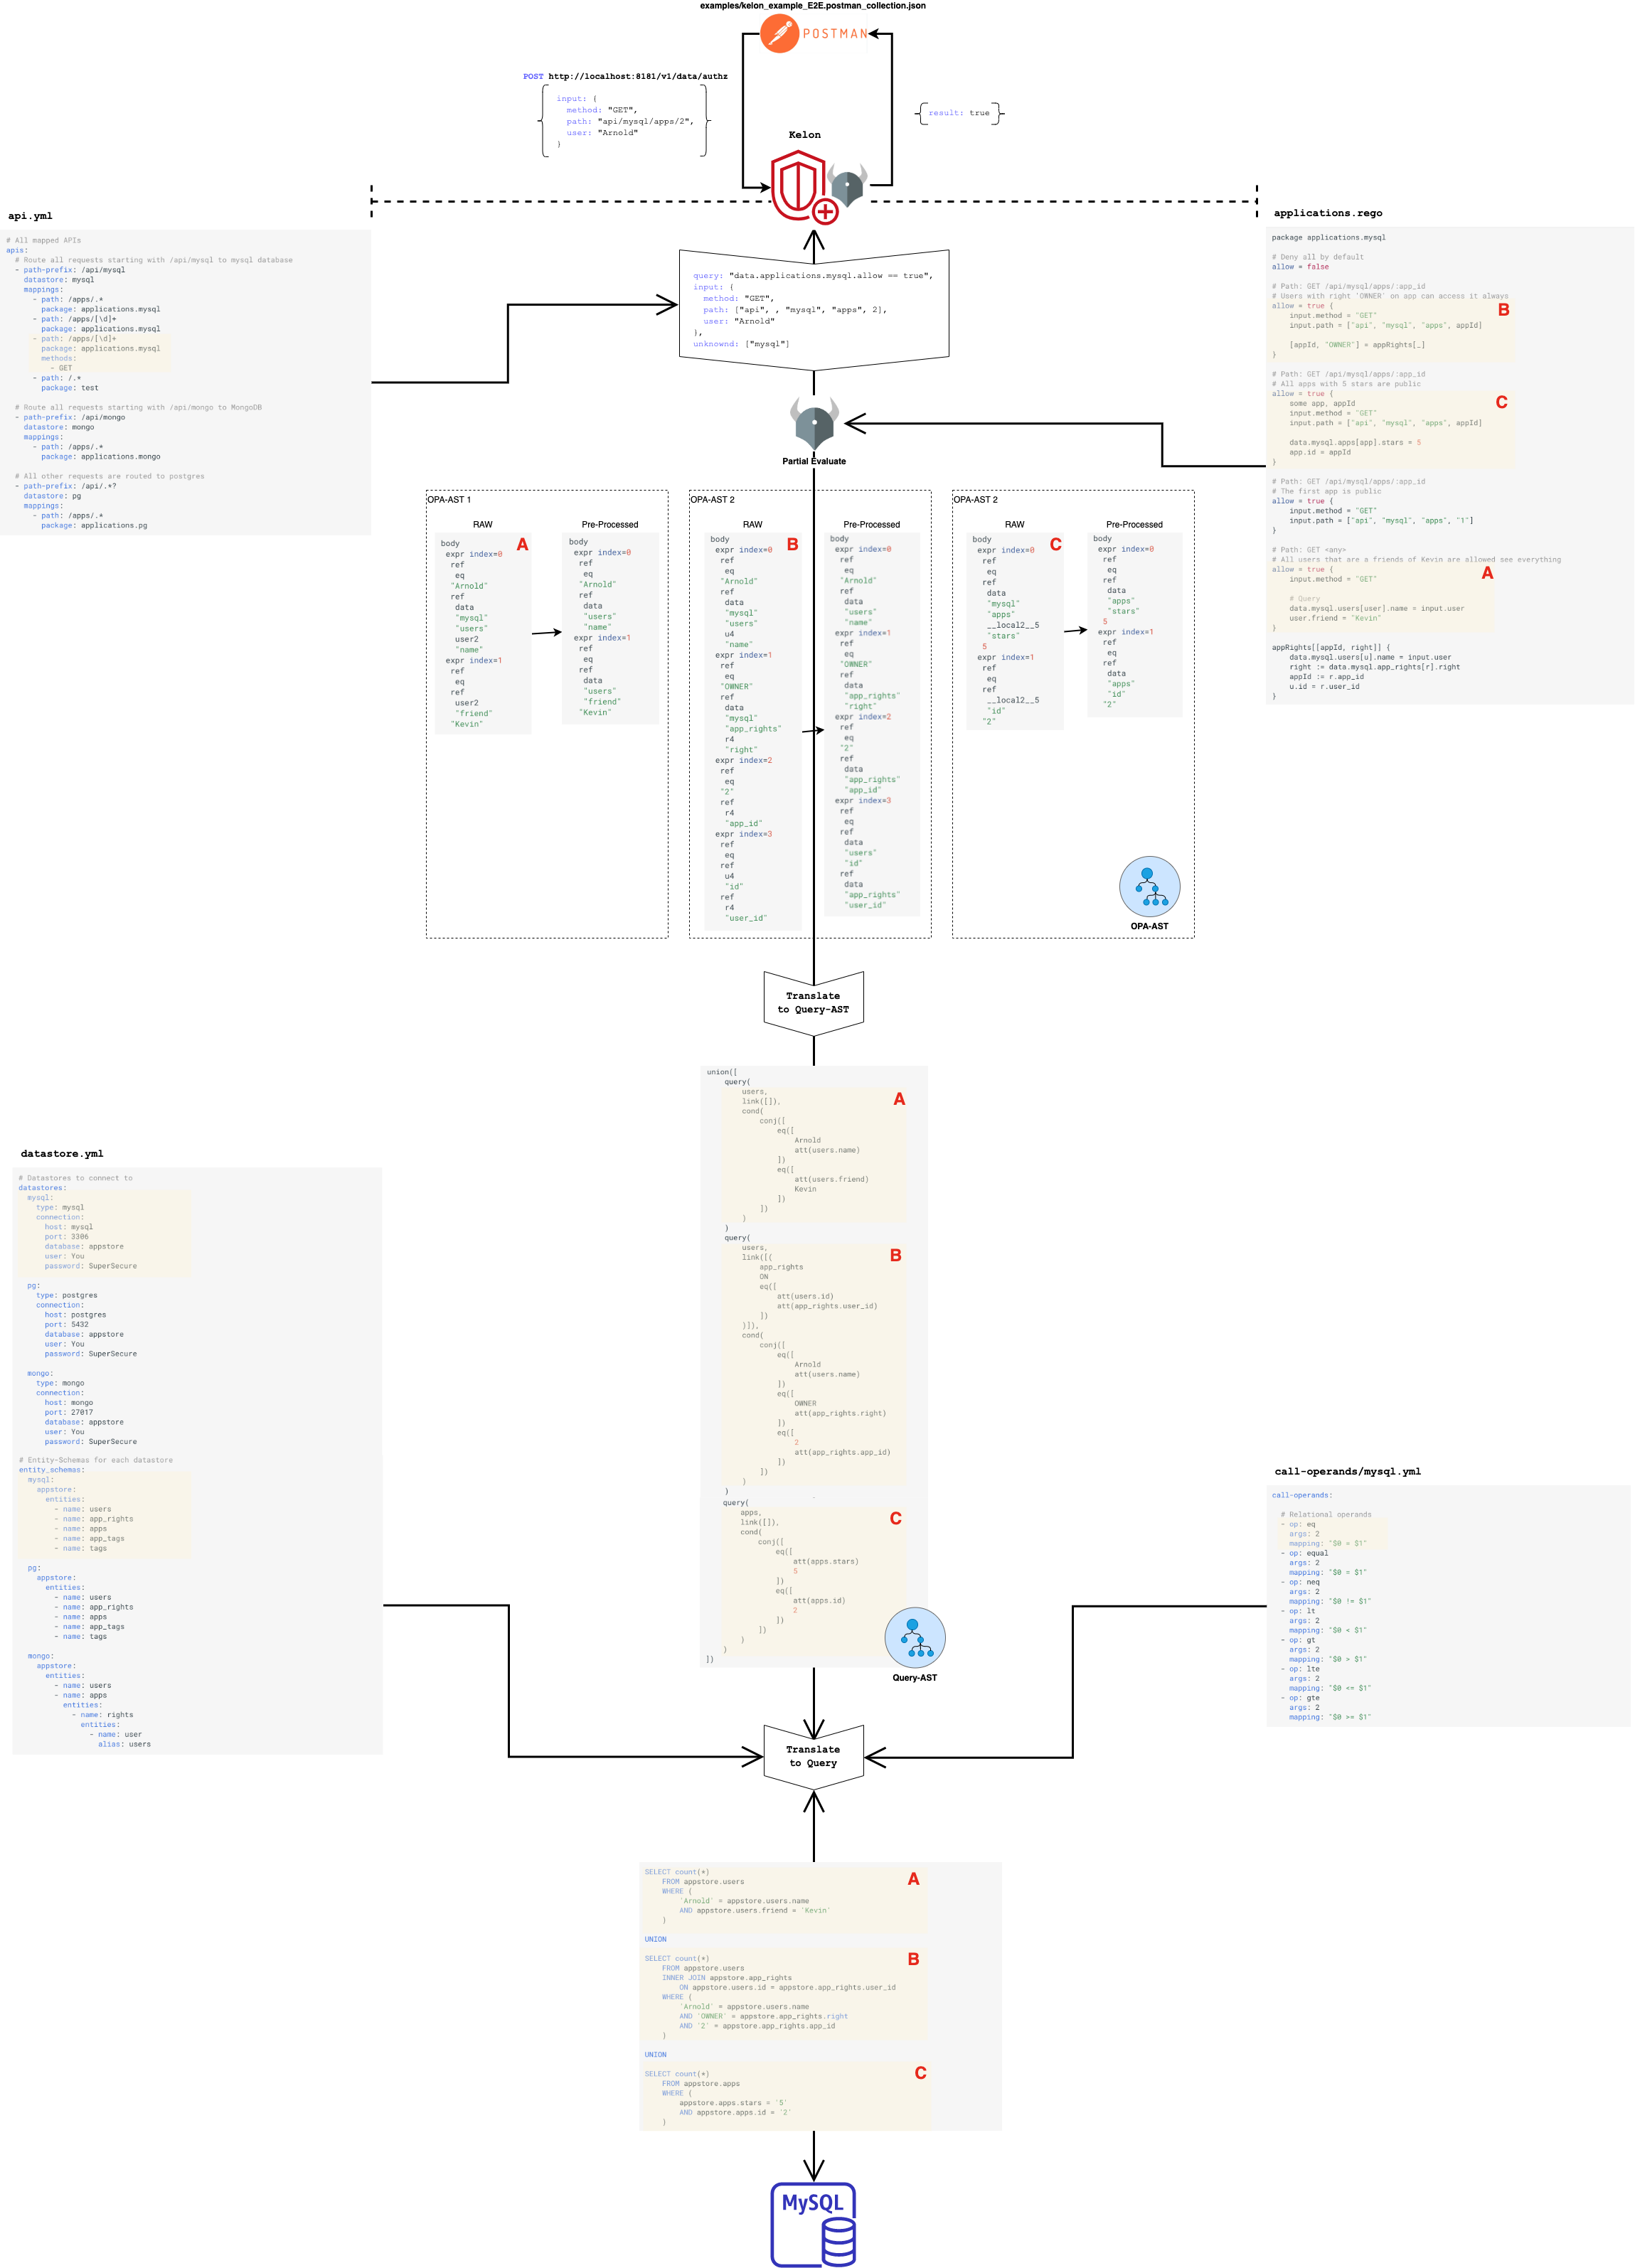 examples/kelon_example_E2E.postman_collection.json
POSTMAN
POST http://localhost:8181/v1/data/authz
input: {
method: "GET",
path: "api/mysql/apps/2",
user: "Arnold"
}
result: true
Kelon
api.yml
# All mapped APIs
apis:
# Route all requests starting with /api/mysql to mysql database
- path-prefix: /api/mysql
datastore: mysql
mappings:
- path: /apps/.*
package: applications.mysql
- path: /apps/[\d]+
package: applications.mysql
- path: /apps/[\d]+
package: applications.mysql
methods:
- GET
- path: /.*
package: test
# Route all requests starting with /api/mongo to MongoDB
- path-prefix: /api/mongo
datastore: mongo
mappings:
- path: /apps/.*
package: applications.mongo
# All other requests are routed to postgres
- path-prefix: /api/.*?
datastore: pg
mappings:
- path: /apps/.*
package: applications.pg
query: "data.applications.mysql.allow == true",
input: {
method: "GET",
path: ["api", , "mysql", "apps", 2],
user: "Arnold"
},
unknownd: ["mysql"]
Partial Evaluate
applications.rego
package applications.mysql
# Deny all by default
allow = false
# Path: GET /api/mysql/apps/:app_id
# Users with right 'OWNER' on app can access it always
allow = true {
B
input.method = "GET"
input.path = ["api", "mysql", "apps", appId]
[appId, "OWNER"] = appRights[_]
}
# Path: GET /api/mysql/apps/:app_id
# All apps with 5 stars are public
allow = true {
C
some app, appId
input.method = "GET"
input.path = ["api", "mysql", "apps", appId]
data.mysql.apps[app].stars = 5
app.id = appId
}
# Path: GET /api/mysql/apps/:app_id
# The first app is public
allow = true {
input.method = "GET"
input.path = ["api", "mysql", "apps", "1"]
}
# Path: GET <any>
# All users that are a friends of Kevin are allowed see everything
allow = true {
A
input.method = "GET"
# Query
data.mysql.users[user].name = input.user
user.friend = "Kevin"
}
appRights[[appId, right]] {
data.mysql.users[u].name = input.user
right := data.mysql.app_rights[r].right
appId := r.app_id
u.id = r.user_id
}
OPA-AST 1
RAW
A
body
expr index=0
ref
eq
"Arnold"
ref
data
"mysql"
"users"
user2
"name"
expr index=1
ref
eq
ref
user2
"friend"
"Kevin"
Pre-Processed
body
expr index=0
ref
eq
"Arnold"
ref
data
"users"
"name"
expr index=1
ref
eq
ref
data
"users"
"friend"
"Kevin"
OPA-AST 2
RAW
B
body
expr index=0
ref
eq
"Arnold"
ref
data
"mysql"
"users"
u4
"name"
expr index=1
ref
eq
"OWNER"
ref
data
"mysql"
"app_rights"
r4
"right"
expr index=2
ref
eq
"2"
ref
r4
"app_id"
expr index=3
ref
eq
ref
u4
"id"
ref
r4
"user_id"
Pre-Processed
body
expr index=0
ref
eq
"Arnold"
ref
data
"users"
"name"
expr index=1
ref
eq
"OWNER"
ref
data
"app_rights"
"right"
expr index=2
ref
eq
"2"
ref
data
"app_rights"
"app_id"
expr index=3
ref
eq
ref
data
"users"
"id"
ref
data
"app_rights"
"user_id"
OPA-AST 2
RAW
C
body
expr index=0
ref
eq
ref
data
"mysql"
"apps"
__local2__5
"stars"
5
expr index=1
ref
eq
ref
__local2__5
"id"
"2"
Pre-Processed
body
expr index=0
ref
eq
ref
data
"apps"
"stars"
5
expr index=1
ref
eq
ref
data
"apps"
"id"
"2"
OPA-AST
Translate
to Query-AST
union([
query(
A
users,
link([]),
cond(
conj([
eq([
Arnold
att(users.name)
])
eq([
att(users.friend)
Kevin
])
])
)
)
query(
B
users,
link([(
app_rights
ON
eq([
att(users.id)
att(app_rights.user_id)
])
)]),
cond(
conj([
eq([
Arnold
att(users.name)
])
eq([
OWNER
att(app_rights.right)
])
eq([
2
att(app_rights.app_id)
])
])
)
)
query(
C
apps,
link([]),
cond(
conj([
eq([
att(apps.stars)
5
])
eq([
att(apps.id)
2
])
])
)
)
])
Query-AST
datastore.yml
# Datastores to connect to
datastores:
mysql:
type: mysql
connection:
host: mysql
port: 3306
database: appstore
user: You
password: SuperSecure
pg:
type: postgres
connection:
host: postgres
port: 5432
database: appstore
user: You
password: SuperSecure
mongo:
type: mongo
connection:
host: mongo
port: 27017
database: appstore
user: You
password: SuperSecure
# Entity-Schemas for each datastore
entity_schemas:
mysql:
appstore:
entities:
- name: users
- name: app_rights
- name: apps
- name: app_tags
- name: tags
pg:
appstore:
entities:
- name: users
- name: app_rights
- name: apps
- name: app_tags
- name: tags
mongo:
appstore:
entities:
- name: users
- name: apps
entities:
- name: rights
entities:
- name: user
alias: users
call-operands/mysql.yml
call-operands:
# Relational operands
- op: eq
args: 2
mapping: "$0 = $1"
- op: equal
args: 2
mapping: "$0 = $1"
- op: neq
args: 2
mapping: "$0 != $1"
- op: lt
args: 2
mapping: "$0 < $1"
- op: gt
args: 2
mapping: "$0 > $1"
- op: lte
args: 2
mapping: "$0 <= $1"
- op: gte
args: 2
mapping: "$0 >= $1"
Translate
to Query
SELECT count(*)
A
FROM appstore.users
WHERE (
'Arnold' = appstore.users.name
AND appstore.users.friend = 'Kevin'
)
UNION
SELECT count(*)
B
FROM appstore.users
INNER JOIN appstore.app_rights
ON appstore.users.id = appstore.app_rights.user_id
WHERE (
'Arnold' = appstore.users.name
AND 'OWNER' = appstore.app_rights.right
AND '2' = appstore.app_rights.app_id
)
UNION
SELECT count(*)
C
FROM appstore.apps
WHERE (
appstore.apps.stars = '5'
AND appstore.apps.id = '2'
)
MySQL